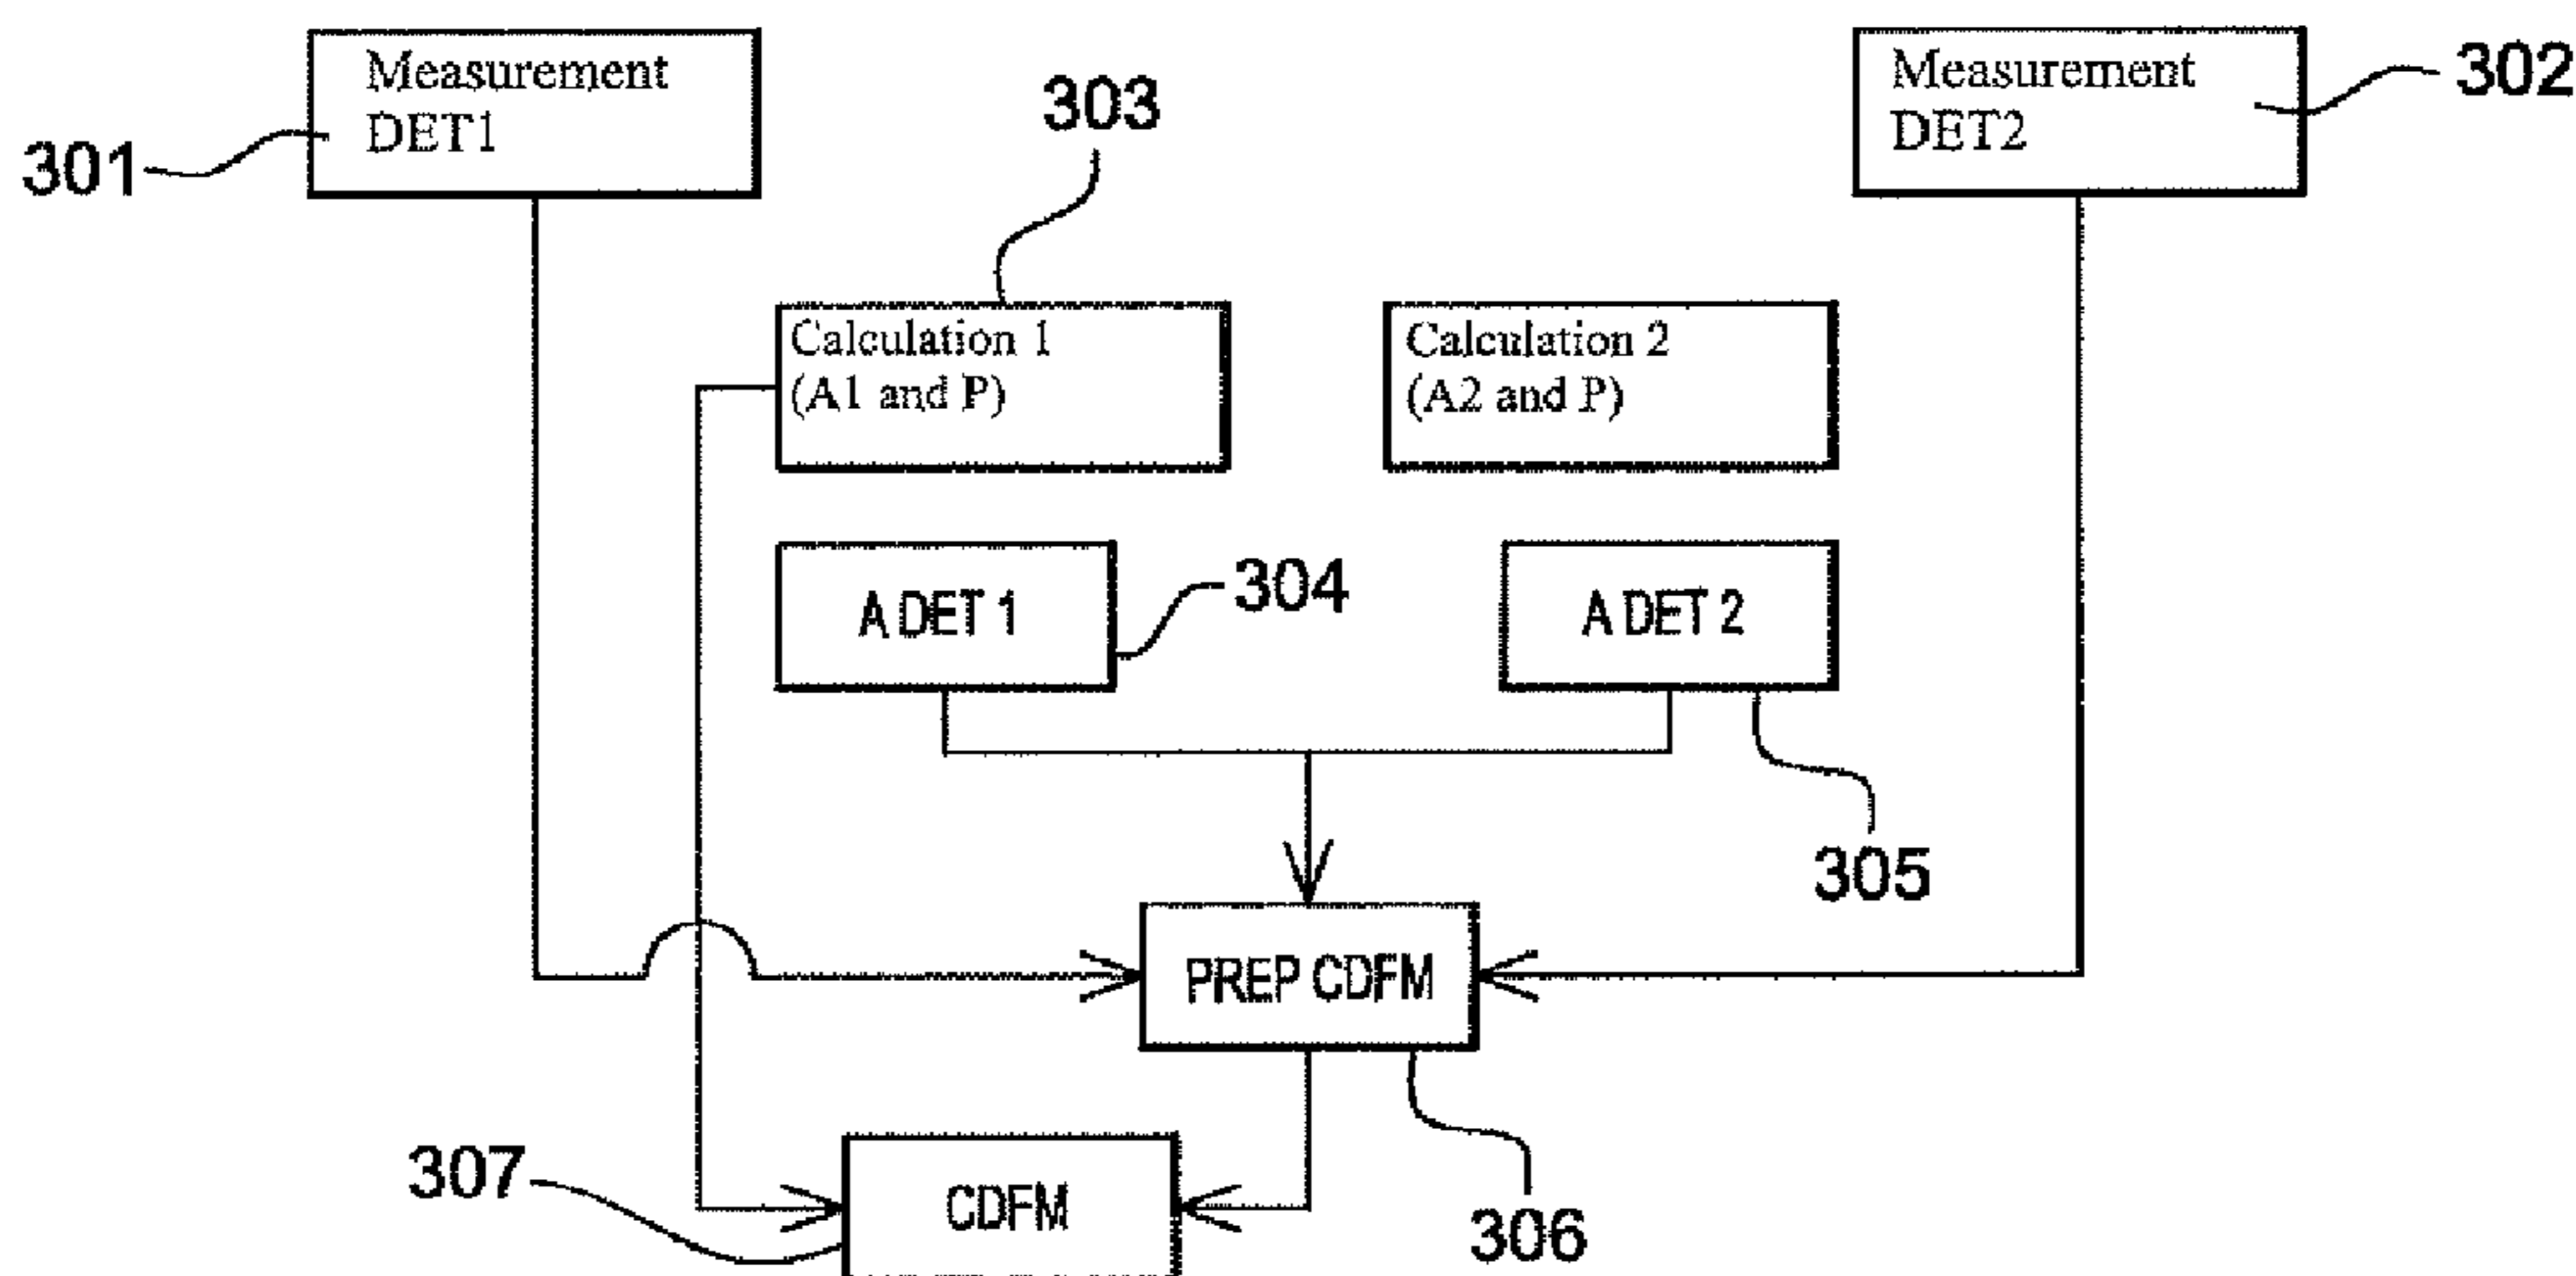 Measurement
DET1
301
303
Measurement
DET2
302
Calculation 1
(A1 and P)
Calculation 2
(A2 and P)
A DET 1
304
A DET 2
305
PREP CDFM
306
307
CDFM